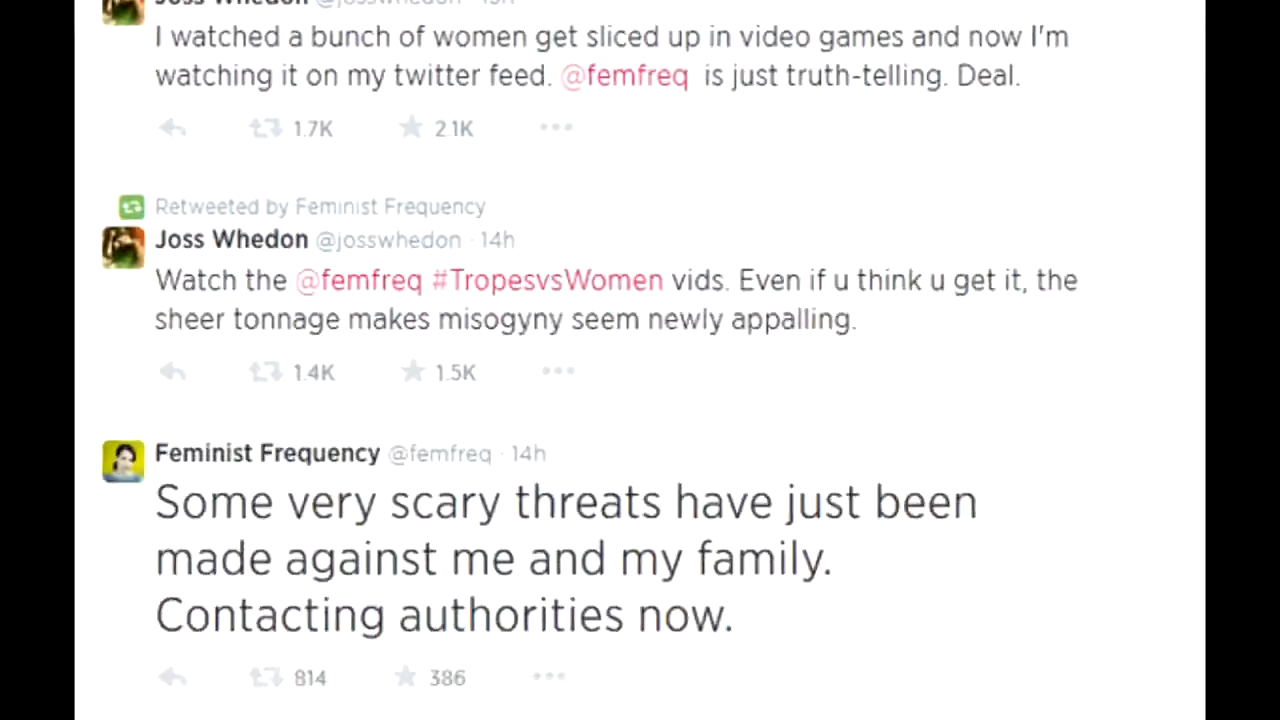 Joss Whedon @josswhedon · 13h
I watched a bunch of women get sliced up in video games and now I'm
watching it on my twitter feed. @femfreq is just truth-telling. Deal.
1.7K 2.1K
Retweeted by Feminist Frequency
Joss Whedon @josswhedon · 14h
Watch the @femfreq #TropesvsWomen vids. Even if u think u get it, the
sheer tonnage makes misogyny seem newly appalling.
1.4K 1.5K
Feminist Frequency @femfreq · 14h
Some very scary threats have just been
made against me and my family.
Contacting authorities now.
814 386